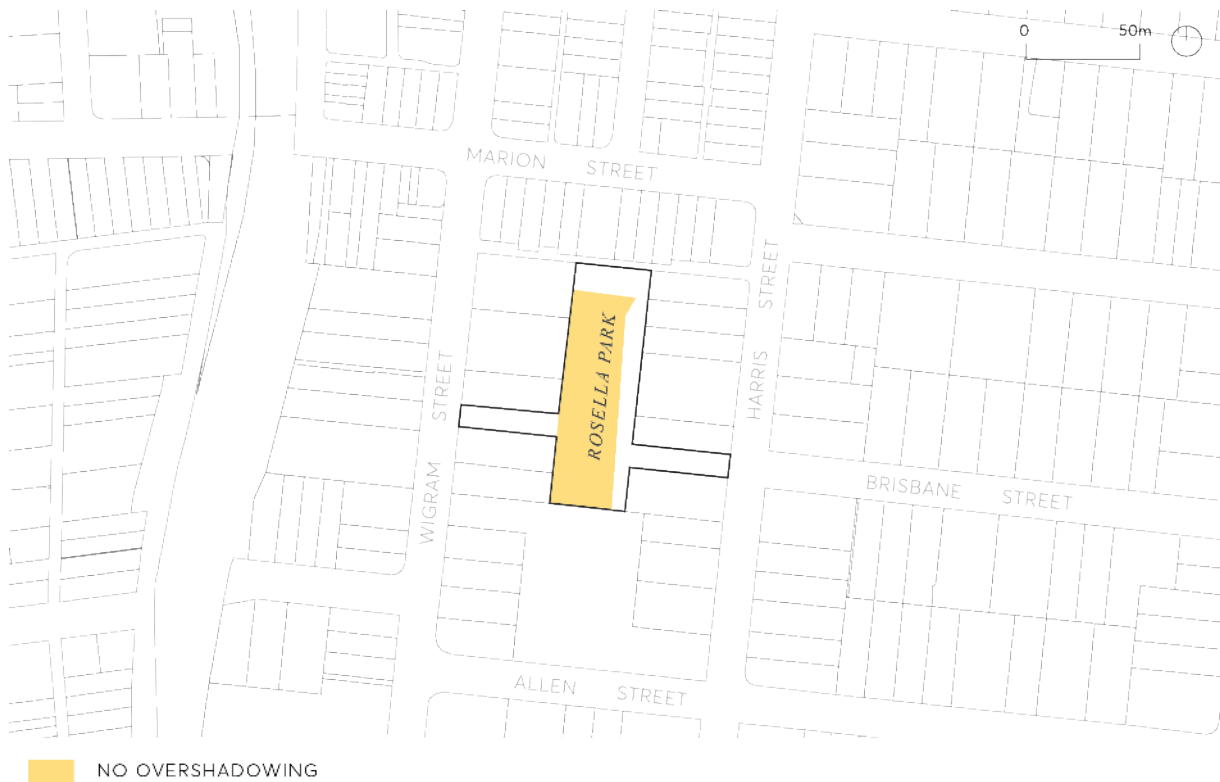 0 50m
MARION STREET
HARRIS STREET
WIGRAM STREET
ROSELLA PARK
BRISBANE STREET
ALLEN STREET
NO OVERSHADOWING